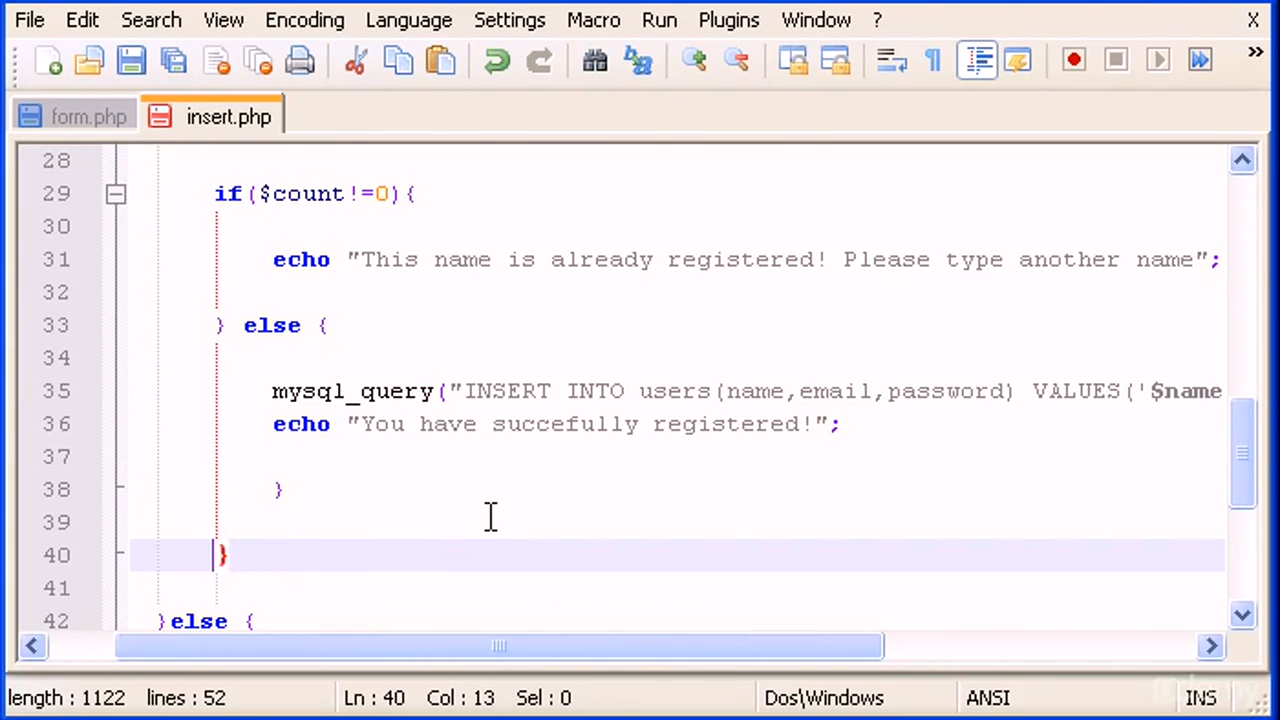 File Edit Search View Encoding Language Settings Macro Run Plugins Window ? X
form.php insert.php
28
29 if($count!=0){
30
31 echo "This name is already registered! Please type another name";
32
33 } else {
34
35 mysql_query("INSERT INTO users(name,email,password) VALUES('$name
36 echo "You have succefully registered!";
37
38 }
39
40 }
41
42 }else {
length : 1122 lines : 52 Ln : 40 Col : 13 Sel : 0 Dos\Windows ANSI INS